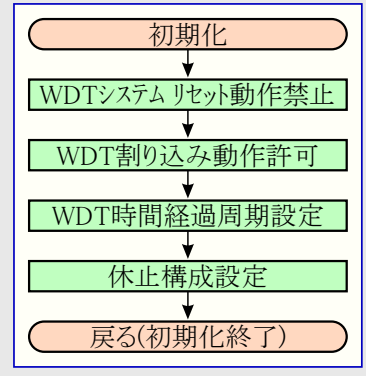 初期化
WDTシステム リセット動作禁止
WDT割り込み動作許可
WDT時間経過周期設定
休止構成設定
戻る(初期化終了)